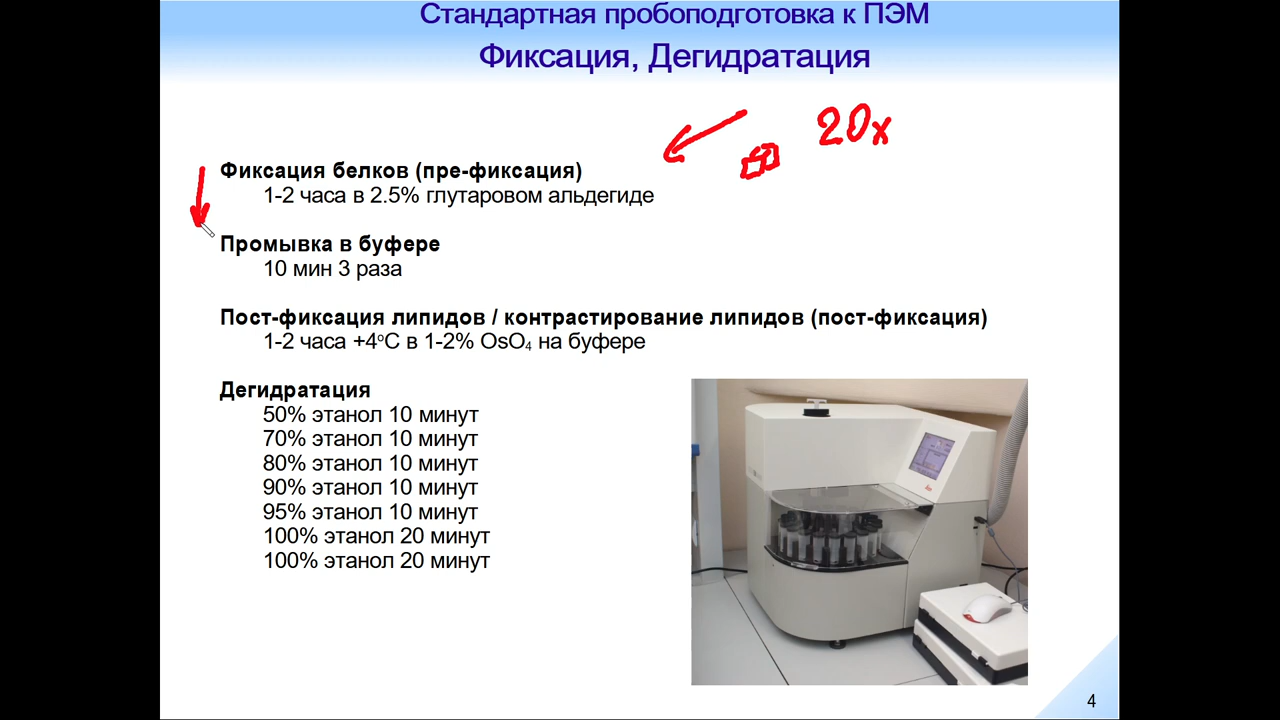 Стандартная пробоподготовка к ПЭМ
Фиксация, Дегидратация
20х
Фиксация белков (пре-фиксация)
1-2 часа в 2.5% глутаровом альдегиде
Промывка в буфере
10 мин 3 раза
Пост-фиксация липидов / контрастирование липидов (пост-фиксация)
1-2 часа +4ºС в 1-2% OsO₄ на буфере
Дегидратация
50% этанол 10 минут
70% этанол 10 минут
80% этанол 10 минут
90% этанол 10 минут
95% этанол 10 минут
100% этанол 20 минут
100% этанол 20 минут
4